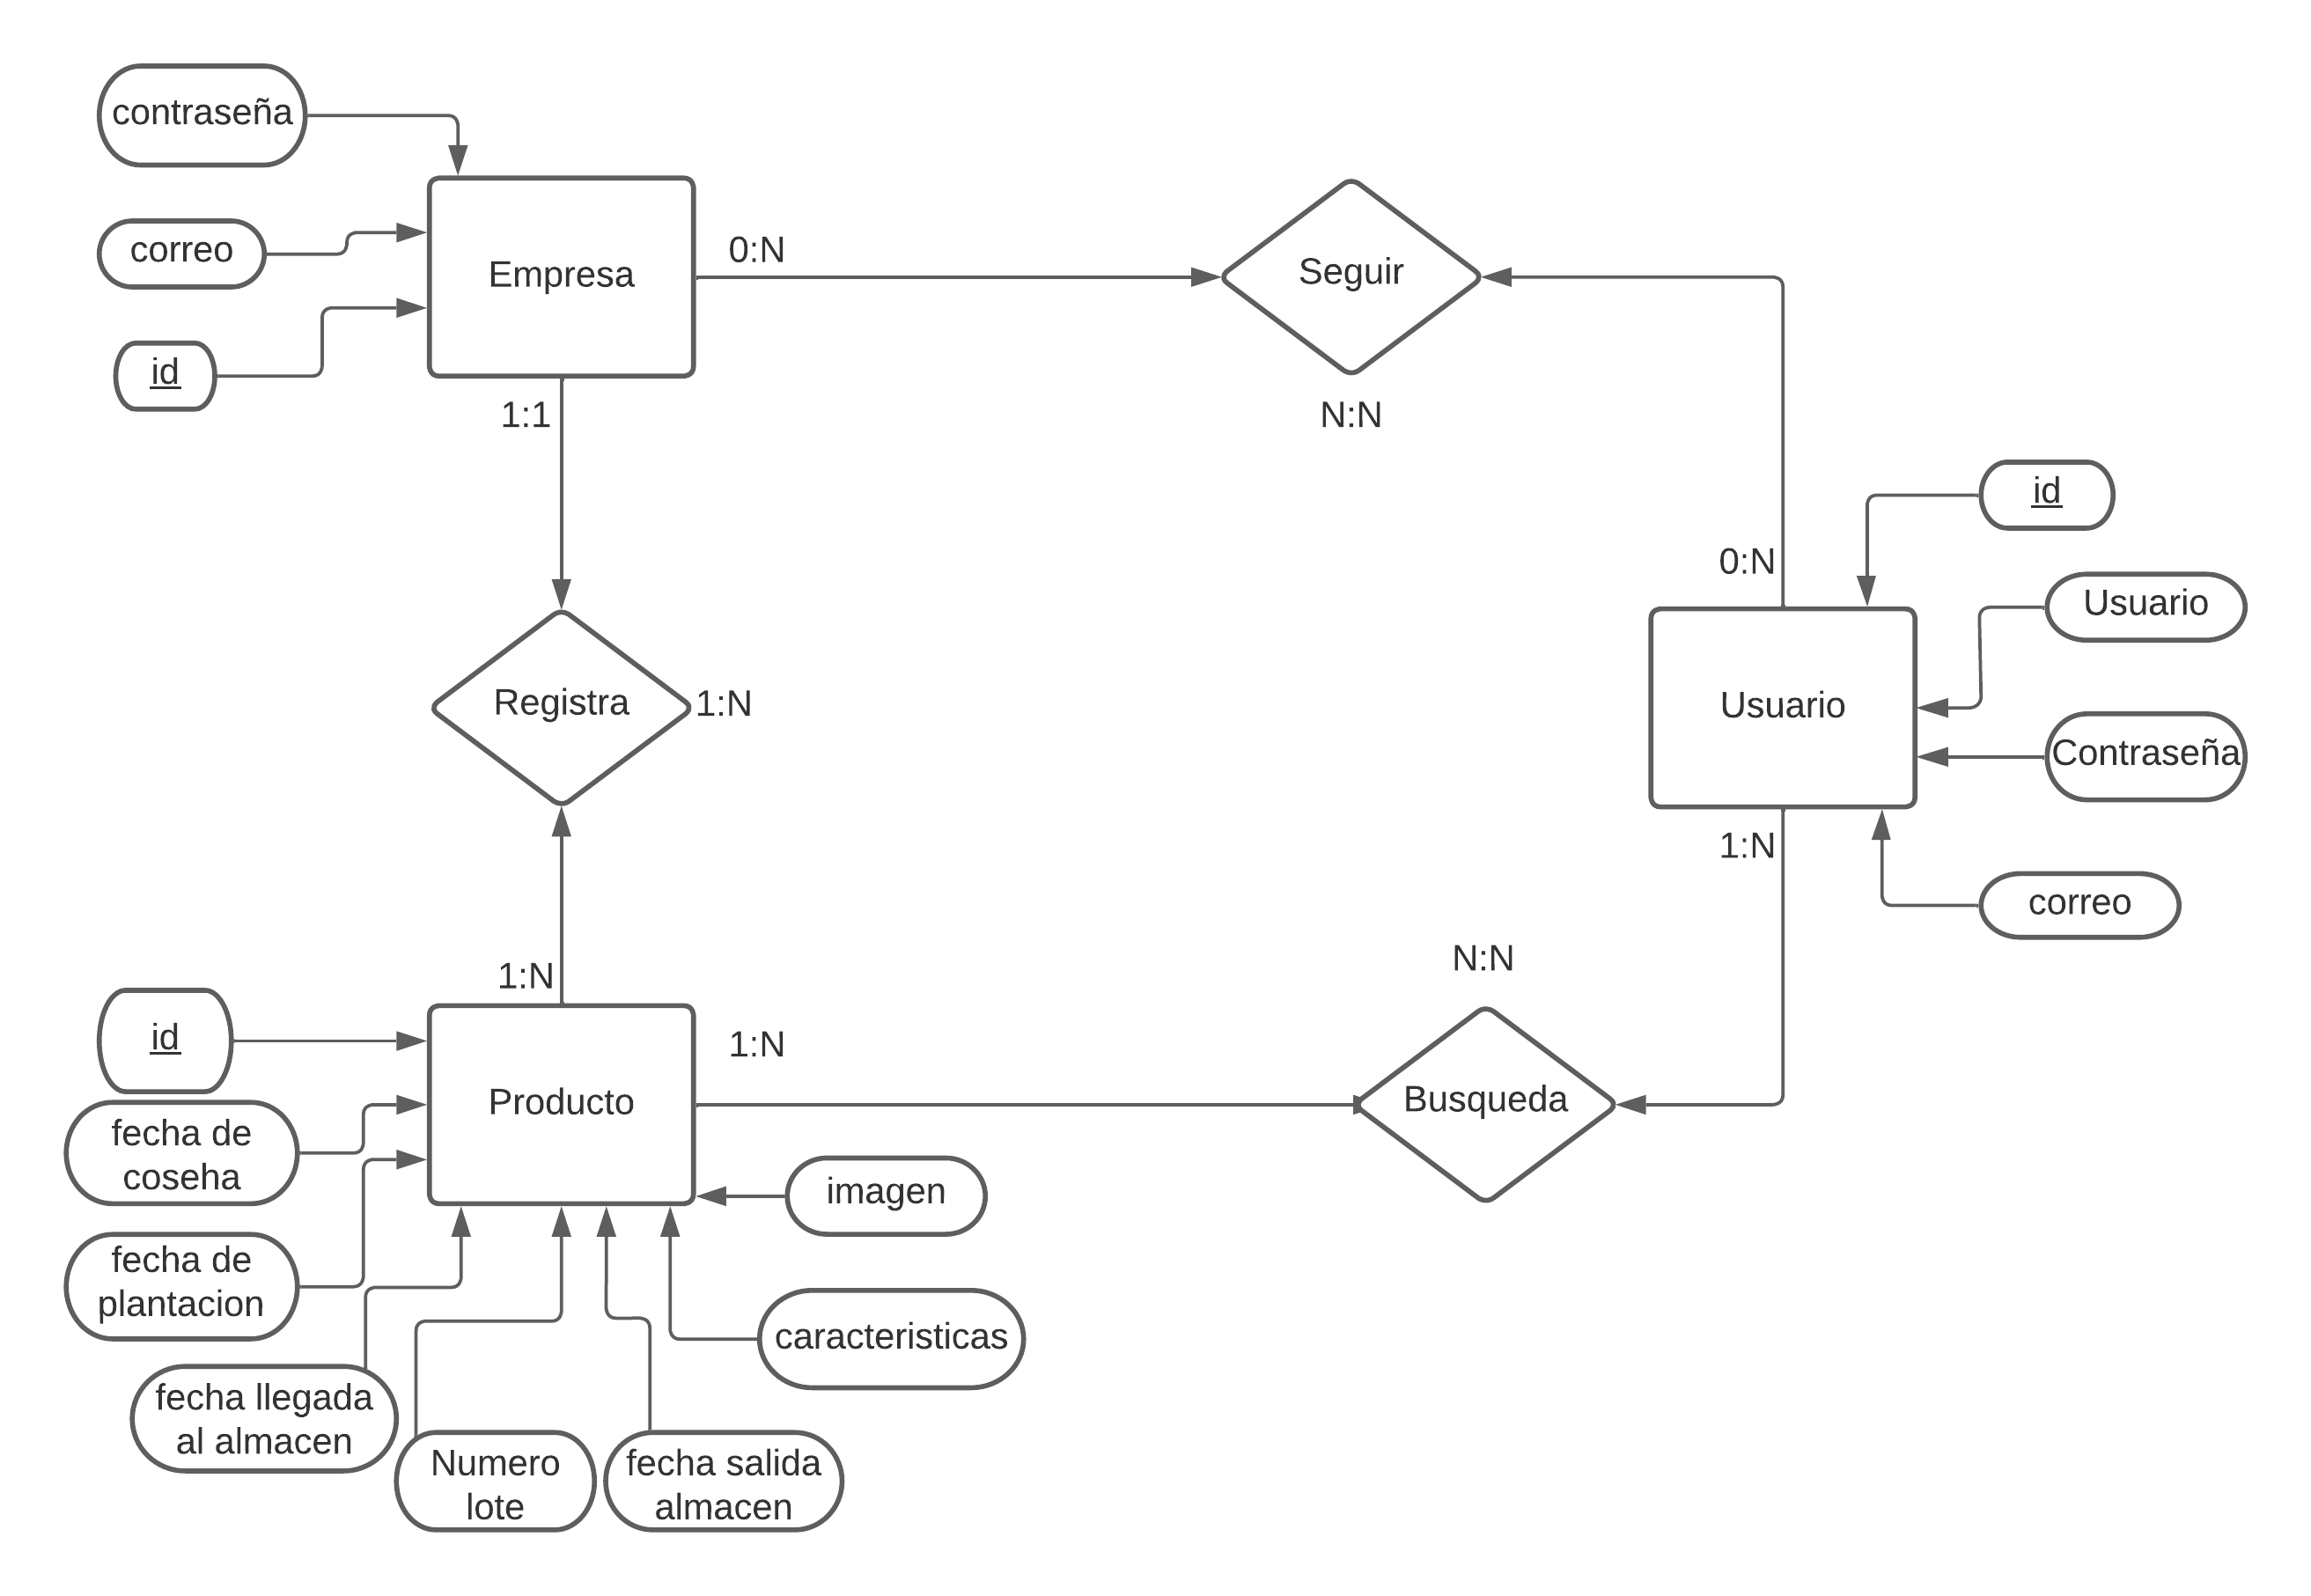 contraseña
correo
id
Empresa
0:N
Seguir
1:1
N:N
id
0:N
Usuario
Usuario
Contraseña
Registra
1:N
1:N
correo
N:N
1:N
id
Producto
1:N
Busqueda
fecha de
coseha
imagen
fecha de
plantacion
caracteristicas
fecha llegada
al almacen
Numero
lote
fecha salida
almacen